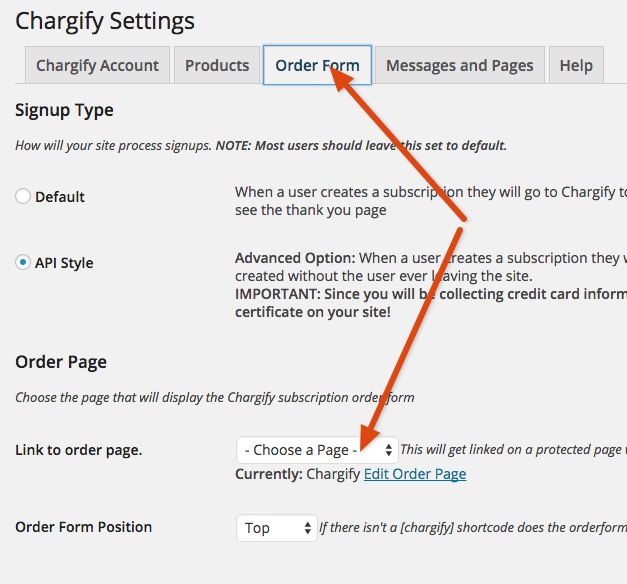 Chargify Settings
Chargify Account Products Order Form Messages and Pages Help
Signup Type
How will your site process signups. NOTE: Most users should leave this set to default.
Default
When a user creates a subscription they will go to Chargify to
see the thank you page
API Style
Advanced Option: When a user creates a subscription they
created without the user ever leaving the site.
IMPORTANT: Since you will be collecting credit card
certificate on your site!
Order Page
Choose the page that will display the Chargify subscription order form
Link to order page.
- Choose a Page -
This will get linked on a protected page
Currently: Chargify Edit Order Page
Order Form Position
Top
If there isn't a [chargify] shortcode does the orderform